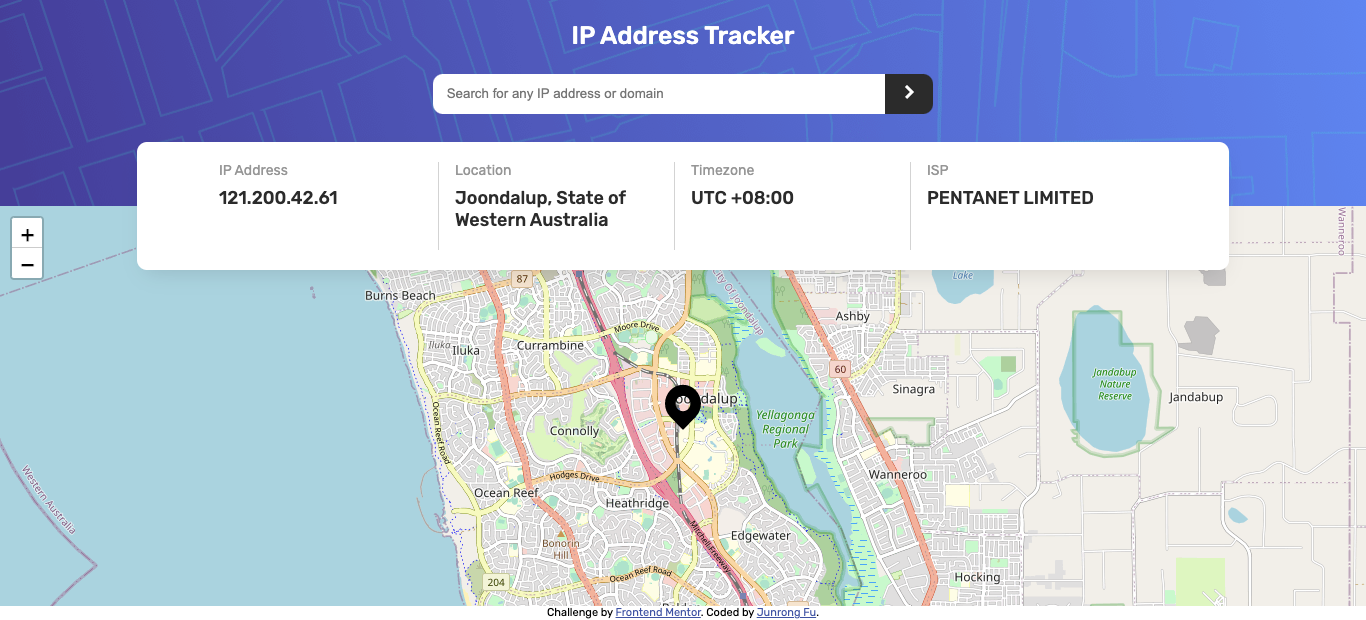 IP Address Tracker
Search for any IP address or domain
IP Address
121.200.42.61
Location
Joondalup, State of
Western Australia
Timezone
UTC +08:00
ISP
PENTANET LIMITED
+
−
Wanneroo
Lake
87
City Of Joondalup
Burns Beach
Ashby
Moore Drive
Iluka
Iluka
Currambine
60
Jandabup
Nature
Reserve
Sinagra
Jandabup
dalup
Ocean Reef Road
Yellagonga
Regional
Park
Connolly
Western Australia
Hodges Drive
Wanneroo
Ocean Reef
Heathridge
Mitchell Freeway
Edgewater
Bonorin
Hill
Ocean Reef Road
Hocking
204
Challenge by Frontend Mentor. Coded by Junrong Fu.